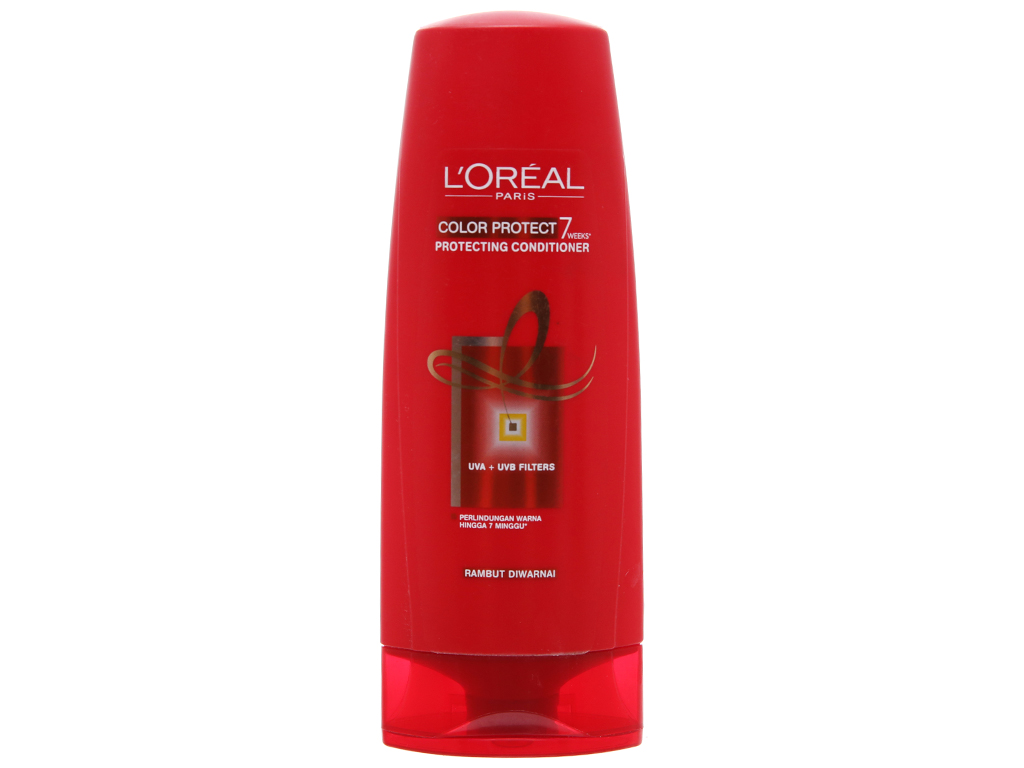 L'ORÉAL
PARiS
COLOR PROTECT 7 WEEKS*
PROTECTING CONDITIONER
UVA + UVB FILTERS
PERLINDUNGAN WARNA
HINGGA 7 MINGGU*
RAMBUT DIWARNAI